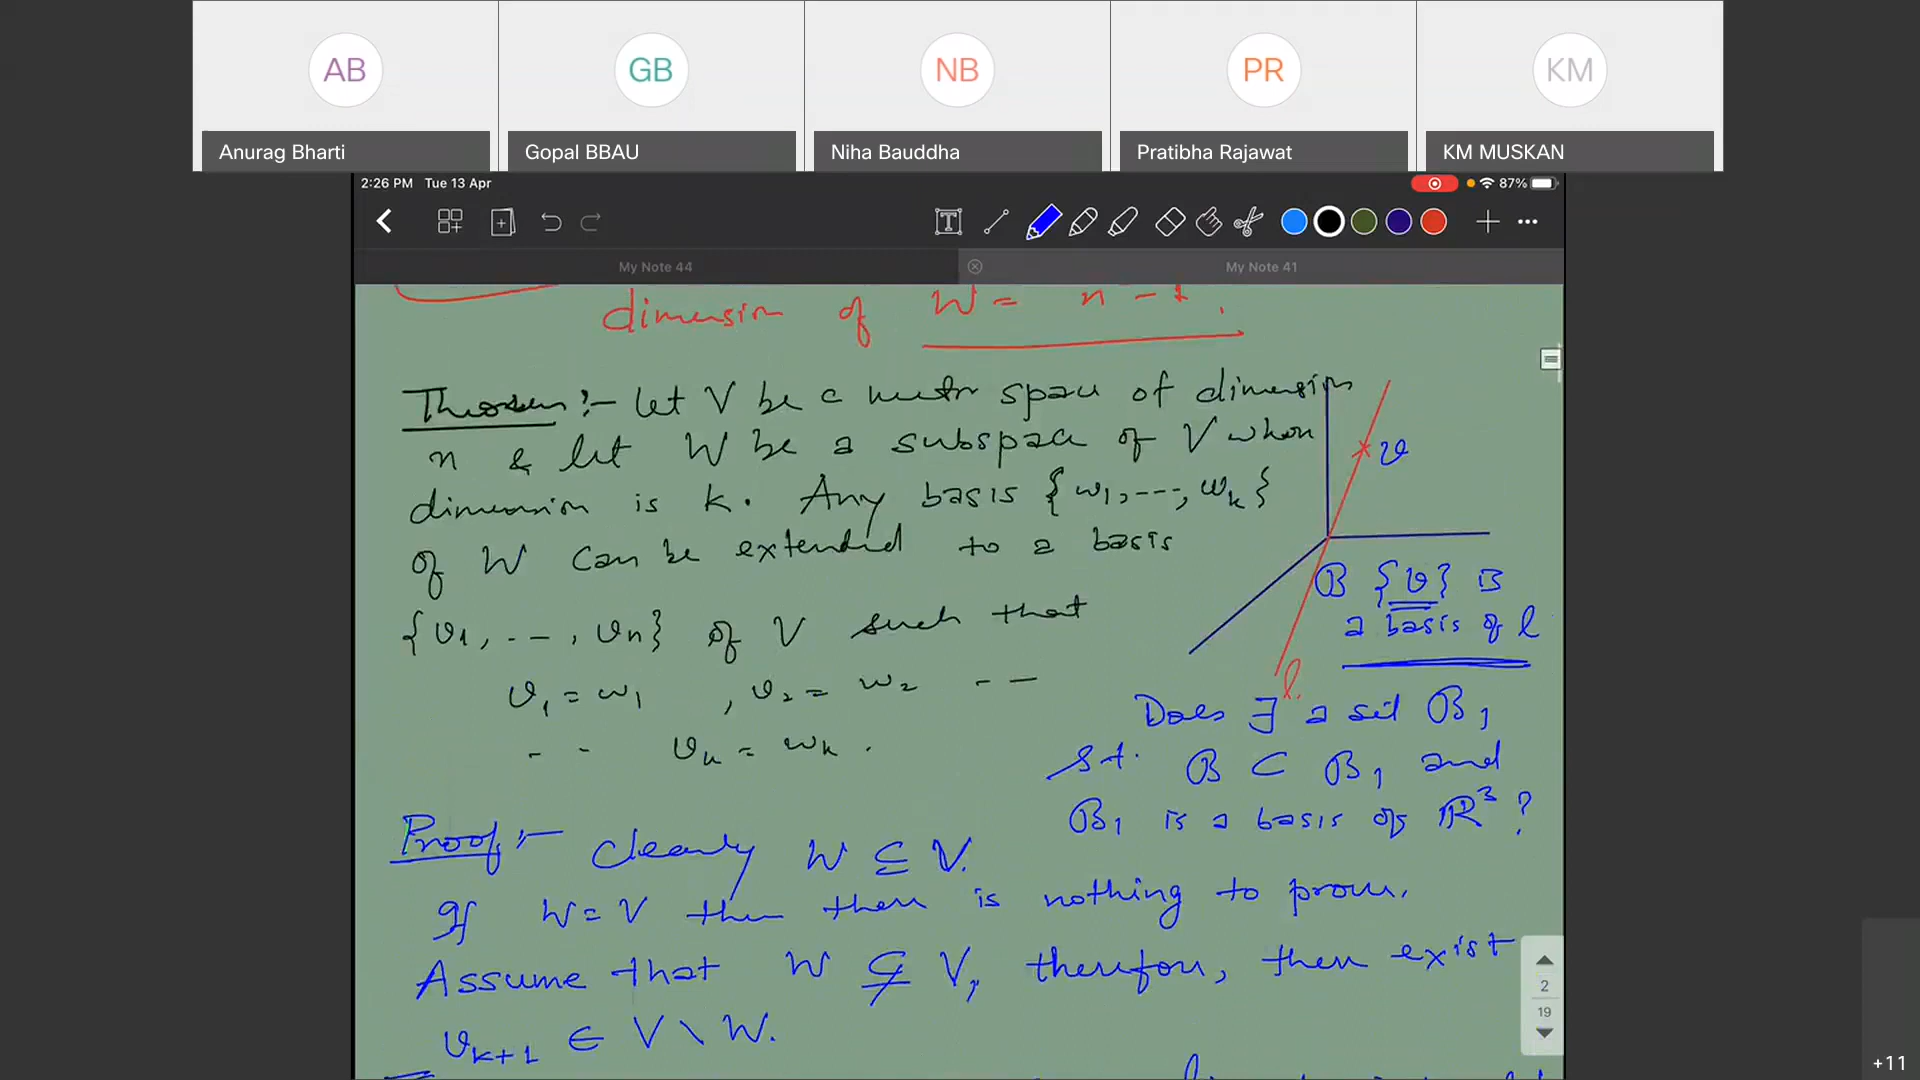 AB
GB
NB
PR
KM
Anurag Bharti
Gopal BBAU
Niha Bauddha
Pratibha Rajawat
KM MUSKAN
2:26 PM Tue 13 Apr
87%
My Note 44
My Note 41
dimension of W = n - 1.
Theorem :- Let V be a vector space of dimension
n & let W be a subspace of V whose
dimension is k. Any basis {w1, ---, wk}
of W can be extended to a basis
{v1, - --, vn} of V such that
v1 = w1 , v2 = w2 - --
- - vk = wk .
v
B {v} is
a basis of l
l.
Does ∃ a set B1
s.t. B ⊂ B1 and
B1 is a basis of ℝ³ ?
Proof :- Clearly W ⊆ V.
If W = V then there is nothing to prove.
Assume that W ⊊ V, therefore, there exist
vk+1 ∈ V \ W.
2
19
+11